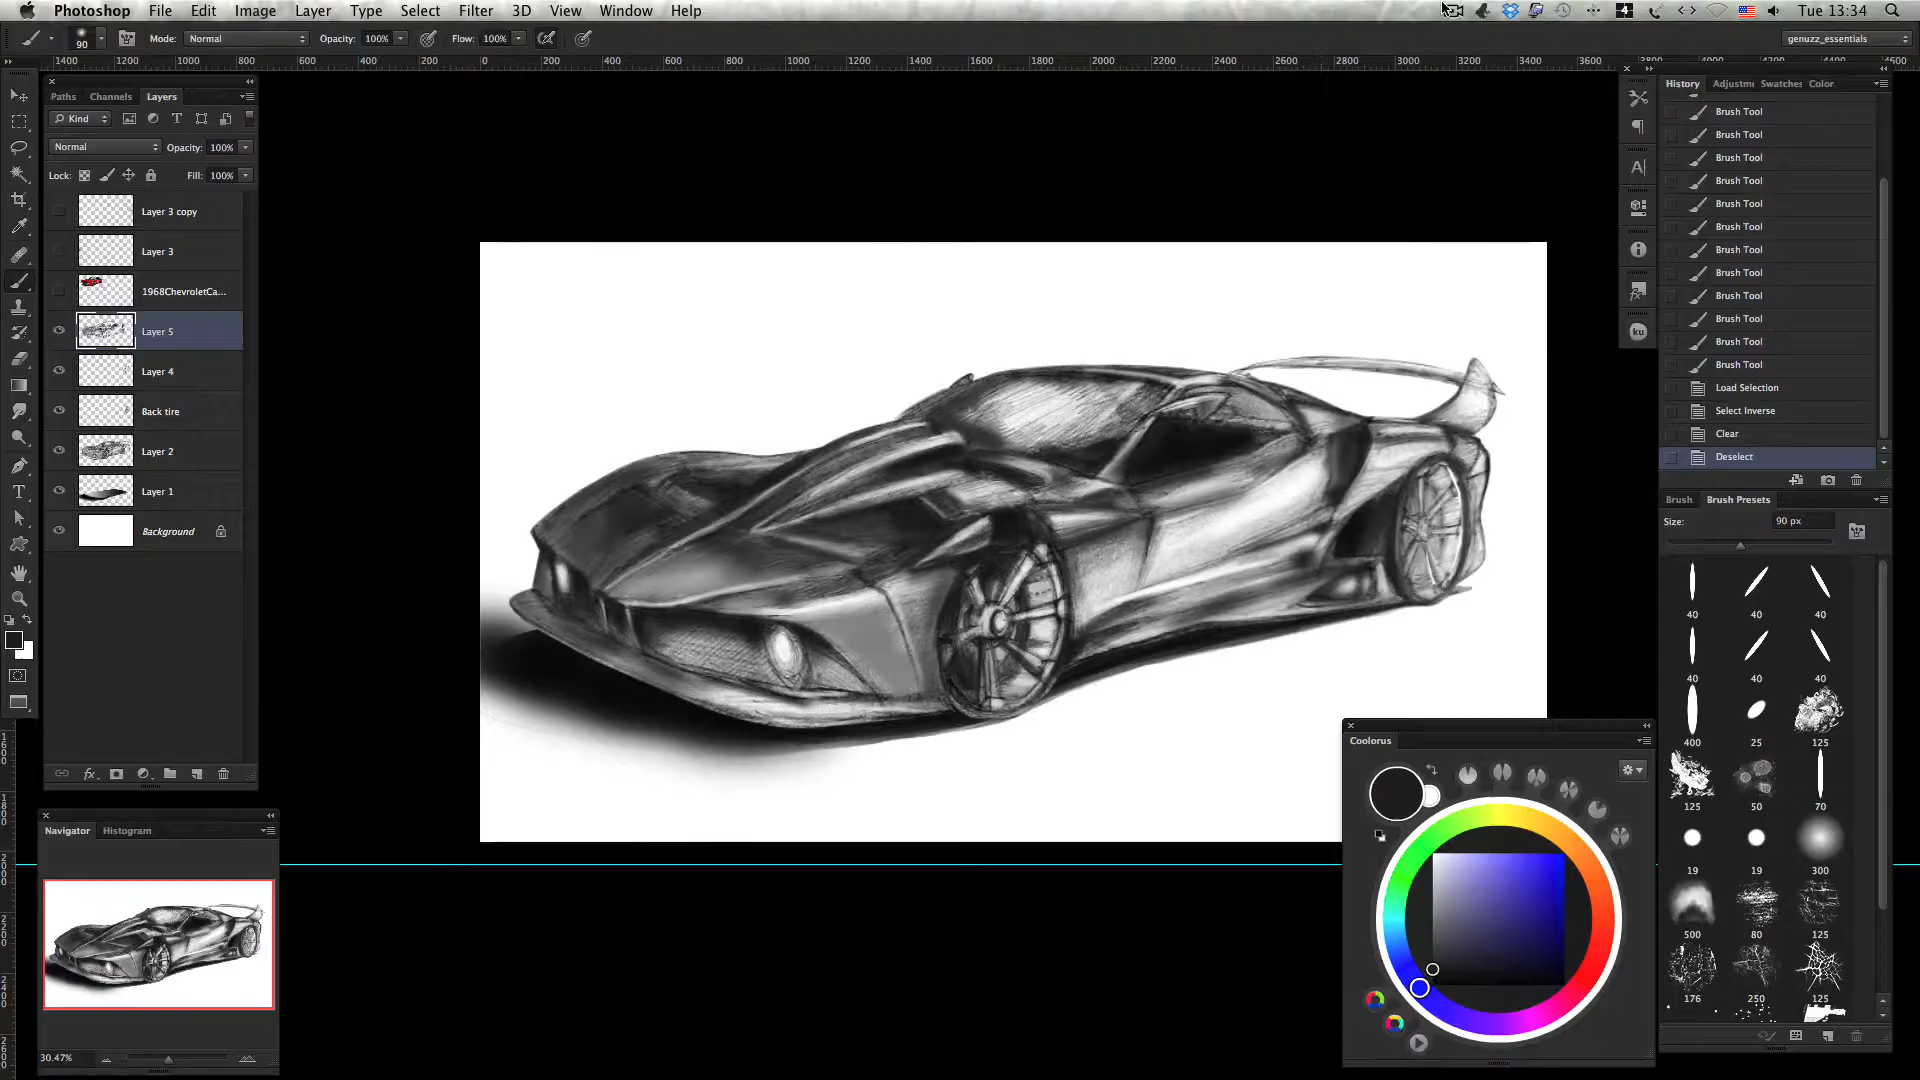 Photoshop File Edit Image Layer Type Select Filter 3D View Window Help 4 Tue 13:34
90 Mode: Normal Opacity: 100% Flow: 100% genuzz_essentials
1400 1200 1000 800 600 400 200 0 200 400 600 800 1000 1200 1400 1600 1800 2000 2200 2400 2600 2800 3000 3200 3400 3600
Paths Channels Layers
Kind
Normal Opacity: 100%
Lock: Fill: 100%
Layer 3 copy
Layer 3
1968ChevroletCa...
Layer 5
Layer 4
Back tire
Layer 2
Layer 1
Background
fx
Navigator Histogram
30.47%
History Adjustm Swatches Color
Brush Tool
Brush Tool
Brush Tool
Brush Tool
Brush Tool
Brush Tool
Brush Tool
Brush Tool
Brush Tool
Brush Tool
Brush Tool
Brush Tool
Load Selection
Select Inverse
Clear
Deselect
ku
Brush Brush Presets
Size: 90 px
40 40 40
40 40 40
400 25 125
125 50 70
19 19 300
500 80 125
176 250 125
Coolorus